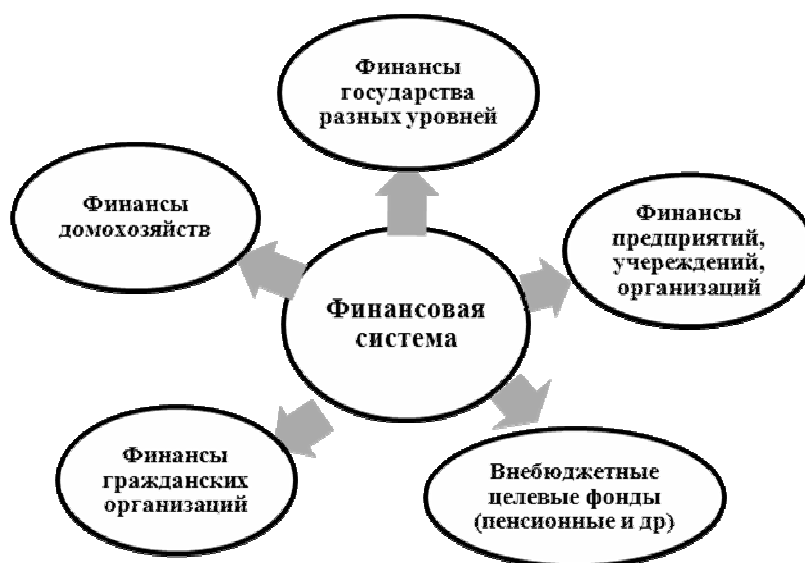 Финансы
государства
разных уровней
Финансы
домохозяйств
Финансы
предприятий,
учереждений,
организаций
Финансовая
система
Финансы
гражданских
организаций
Внебюджетные
целевые фонды
(пенсионные и др)